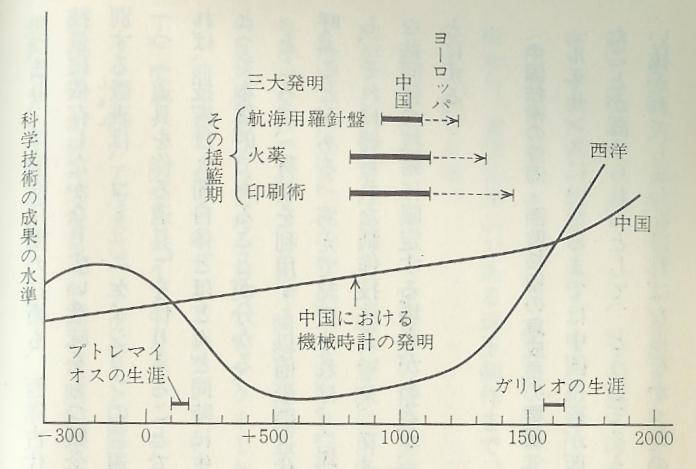 科学技術の成果の水準
三大発明
中国
ヨーロッパ
その揺籃期
航海用羅針盤
火薬
印刷術
西洋
中国
中国における
機械時計の発明
プトレマイ
オスの生涯
ガリレオの生涯
-300 0 +500 1000 1500 2000